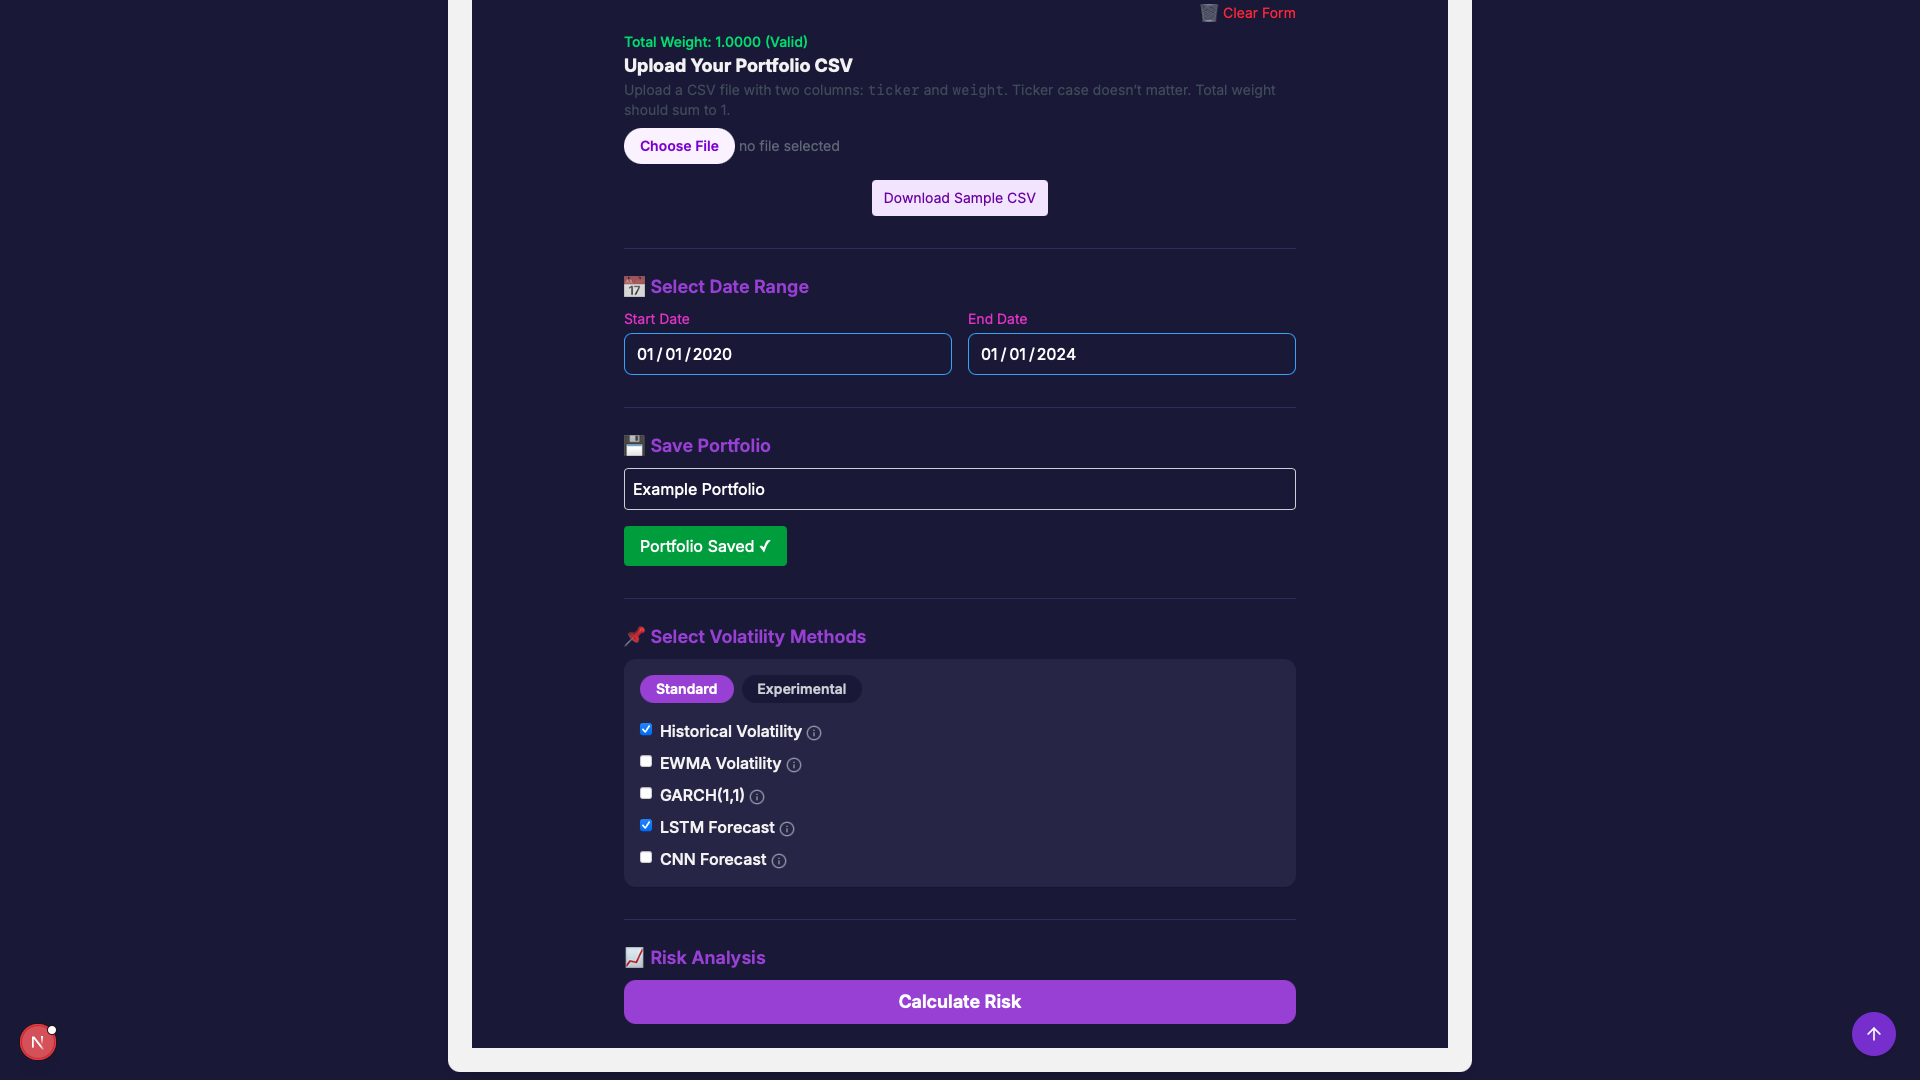 Clear Form
Total Weight: 1.0000 (Valid)
Upload Your Portfolio CSV
Upload a CSV file with two columns: ticker and weight. Ticker case doesn't matter. Total weight
should sum to 1.
Choose File no file selected
Download Sample CSV
17 Select Date Range
Start Date End Date
01/01/2020 01/01/2024
Save Portfolio
Example Portfolio
Portfolio Saved ✓
Select Volatility Methods
Standard Experimental
Historical Volatility
EWMA Volatility
GARCH(1,1)
LSTM Forecast
CNN Forecast
Risk Analysis
Calculate Risk
N